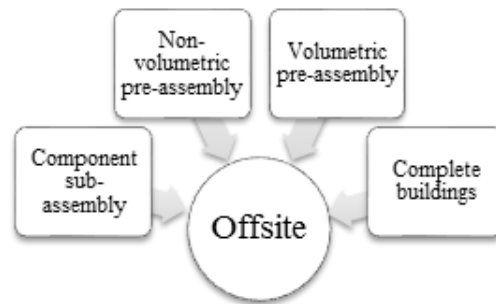 Non-
volumetric
pre-assembly
Volumetric
pre-assembly
Component
sub-
assembly
Complete
buildings
Offsite